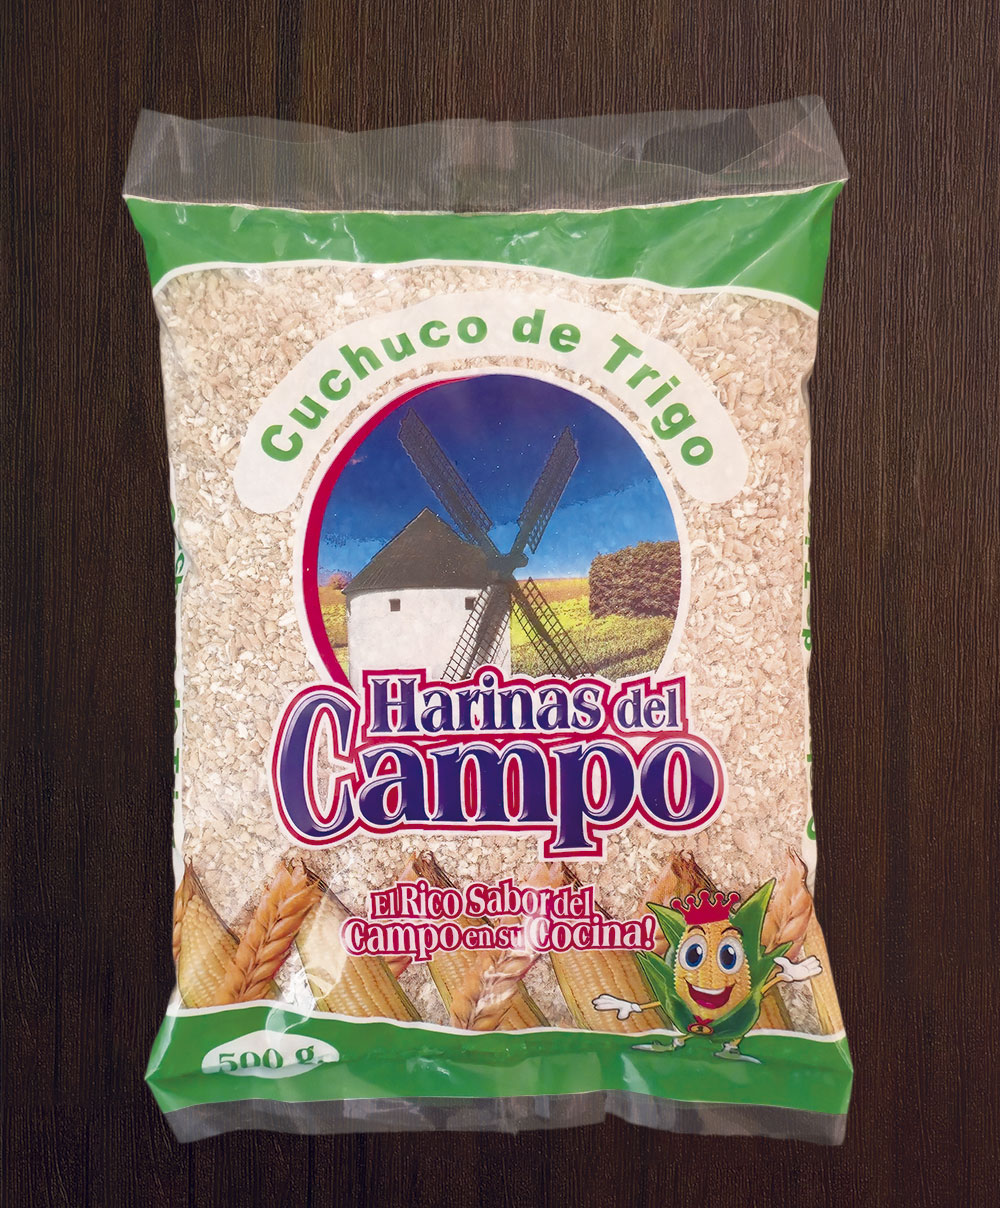 Cuchuco de Trigo
Harinas del
Campo
El Rico Sabor del
Campo en su Cocina!
500 g.